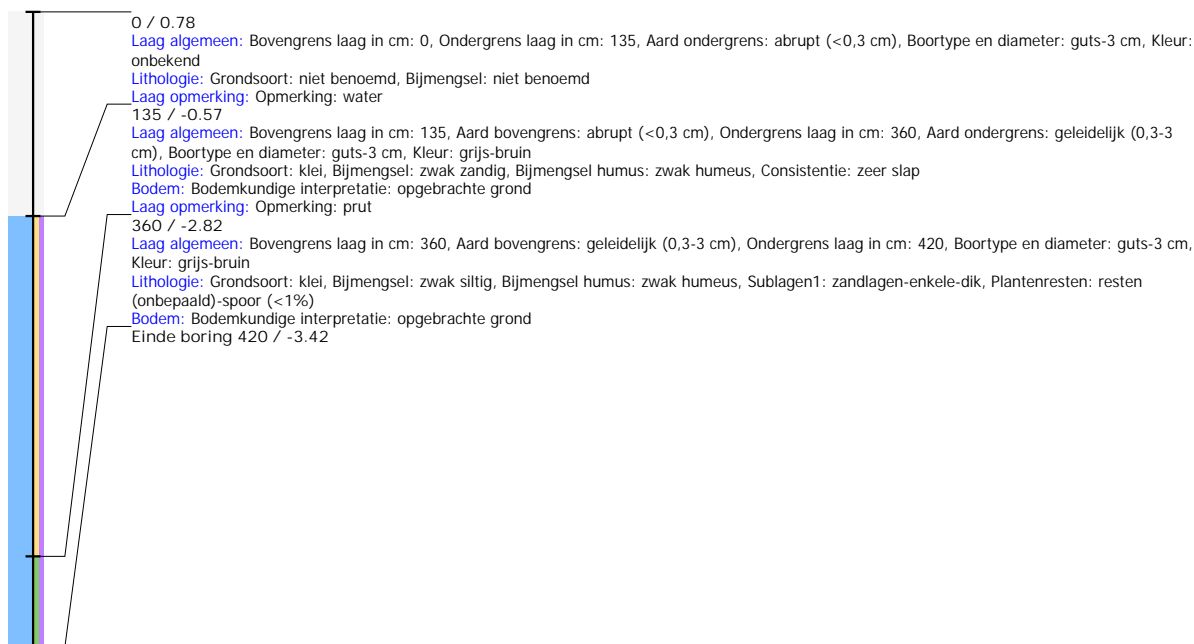 0 / 0.78
Laag algemeen: Bovengrens laag in cm: 0, Ondergrens laag in cm: 135, Aard ondergrens: abrupt (<0,3 cm), Boortype en diameter: guts-3 cm, Kleur:
onbekend
Lithologie: Grondsoort: niet benoemd, Bijmengsel: niet benoemd
Laag opmerking: Opmerking: water
135 / -0.57
Laag algemeen: Bovengrens laag in cm: 135, Aard bovengrens: abrupt (<0,3 cm), Ondergrens laag in cm: 360, Aard ondergrens: geleidelijk (0,3-3
cm), Boortype en diameter: guts-3 cm, Kleur: grijs-bruin
Lithologie: Grondsoort: klei, Bijmengsel: zwak zandig, Bijmengsel humus: zwak humeus, Consistentie: zeer slap
Bodem: Bodemkundige interpretatie: opgebrachte grond
Laag opmerking: Opmerking: prut
360 / -2.82
Laag algemeen: Bovengrens laag in cm: 360, Aard bovengrens: geleidelijk (0,3-3 cm), Ondergrens laag in cm: 420, Boortype en diameter: guts-3 cm,
Kleur: grijs-bruin
Lithologie: Grondsoort: klei, Bijmengsel: zwak siltig, Bijmengsel humus: zwak humeus, Sublagen1: zandlagen-enkele-dik, Plantenresten: resten
(onbepaald)-spoor (<1%)
Bodem: Bodemkundige interpretatie: opgebrachte grond
Einde boring 420 / -3.42